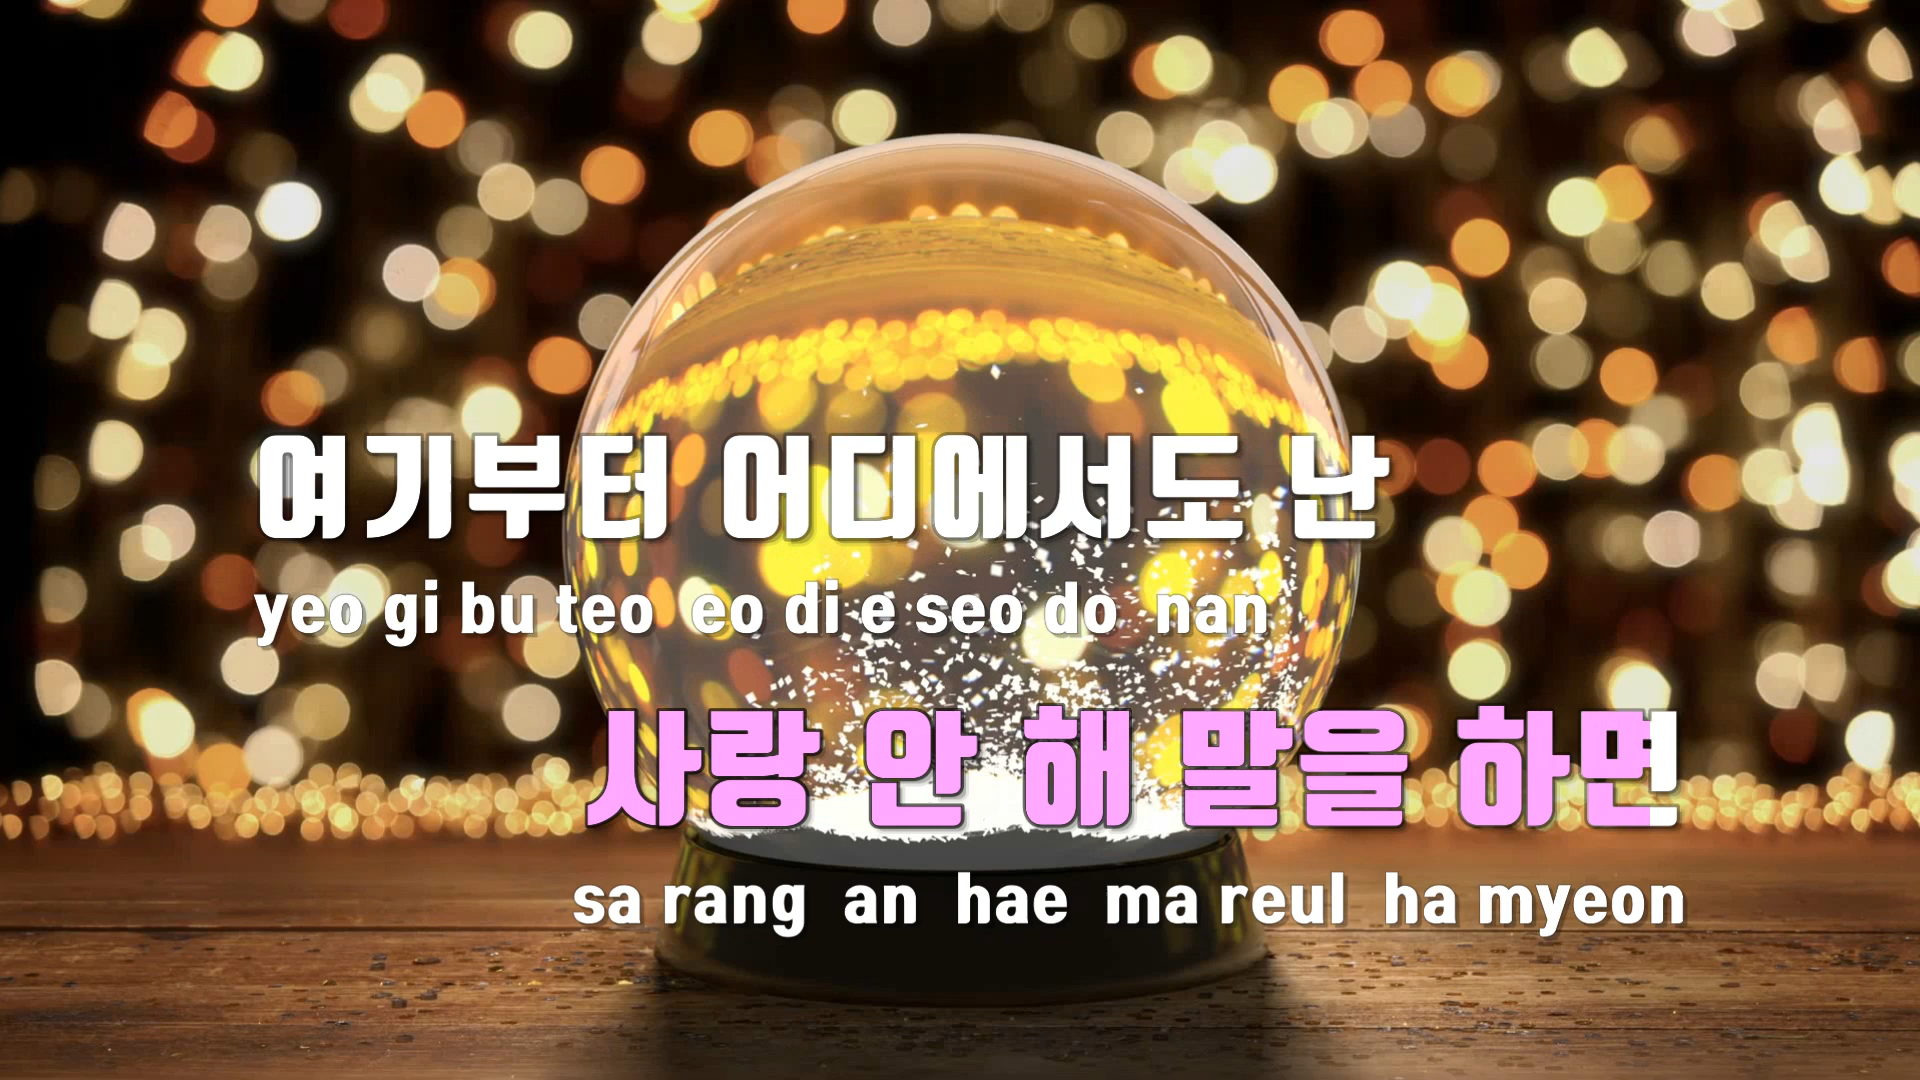 여기부터 어디에서도 난
yeo gi bu teo eo di e seo do nan
사랑 안 해 말을 하면
sa rang an hae ma reul ha myeon